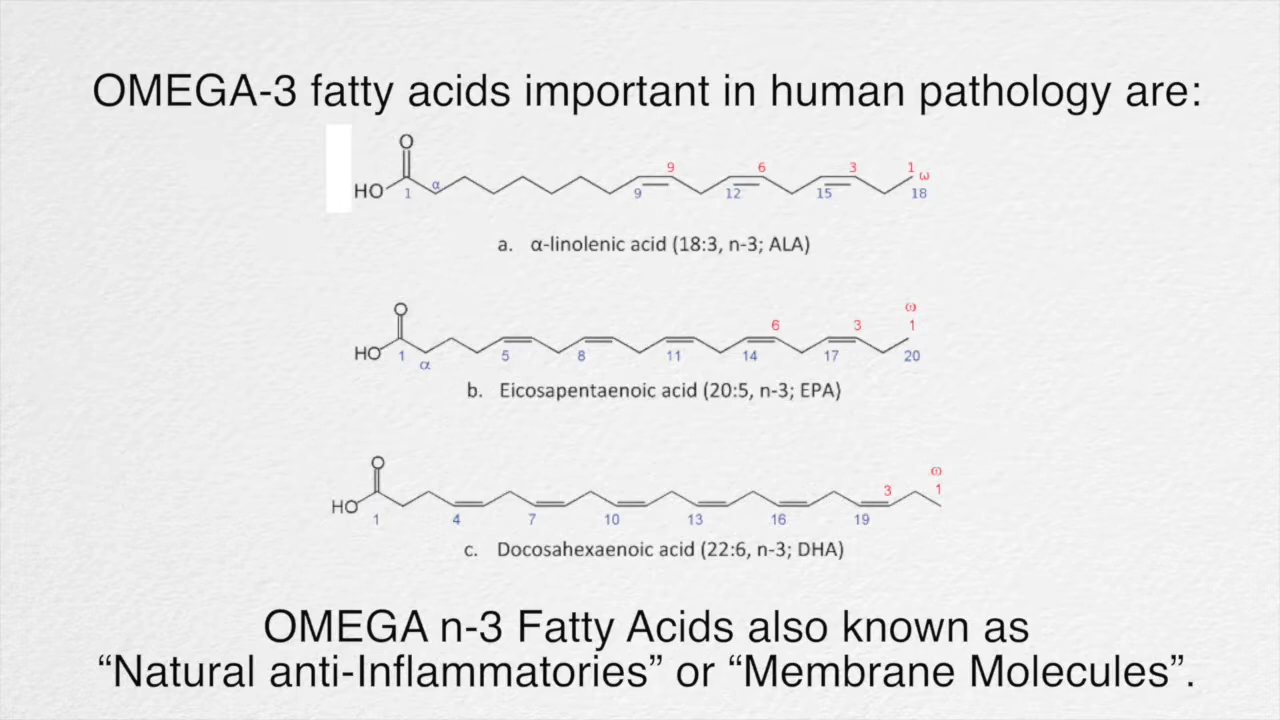 OMEGA-3 fatty acids important in human pathology are:
O
HO 1 α 9 9 12 6 15 3 1 ω 18
a. α-linolenic acid (18:3, n-3; ALA)
O ω
6 3 1
HO 1 α 5 8 11 14 17 20
b. Eicosapentaenoic acid (20:5, n-3; EPA)
O ω
3 1
HO
1 4 7 10 13 16 19
c. Docosahexaenoic acid (22:6, n-3; DHA)
OMEGA n-3 Fatty Acids also known as
“Natural anti-Inflammatories” or “Membrane Molecules”.